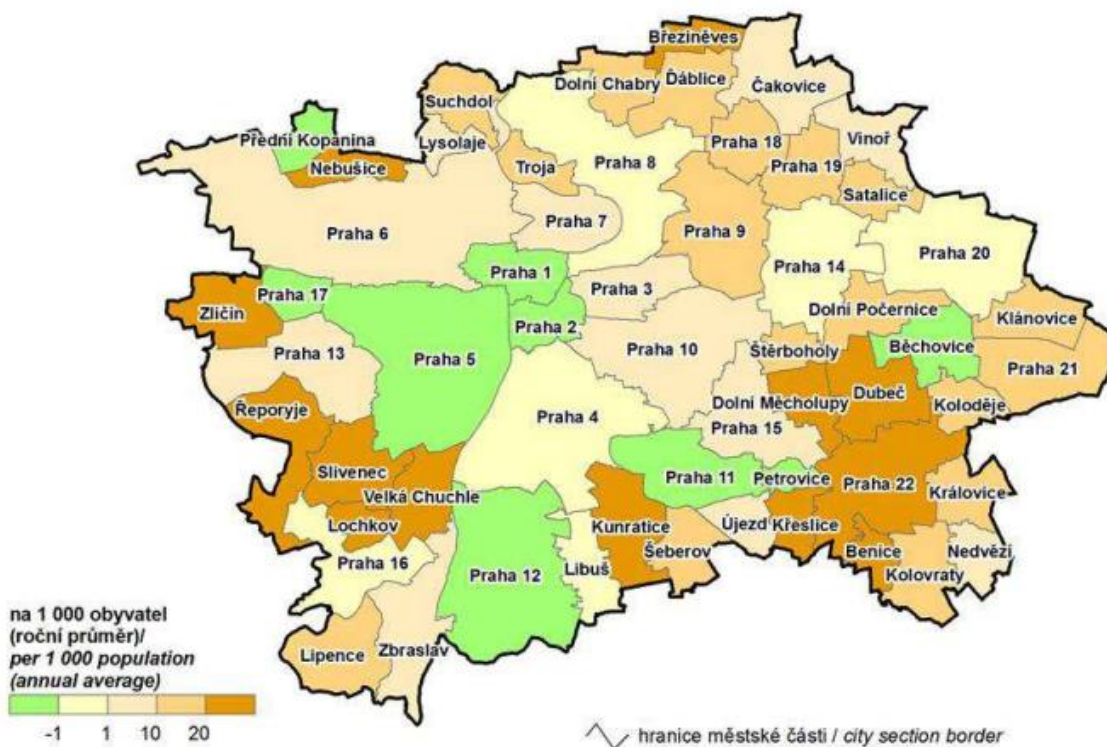 Březiněves
Dolní Chabry
Ďáblice
Čakovice
Suchdol
Přední Kopanina
Lysolaje
Praha 18
Vinoř
Nebušice
Troja
Praha 8
Praha 19
Satalice
Praha 6
Praha 7
Praha 9
Praha 20
Praha 14
Praha 1
Praha 17
Praha 3
Zličín
Dolní Počernice
Klánovice
Praha 2
Praha 13
Praha 5
Praha 10
Štěrboholy
Běchovice
Praha 21
Dubeč
Řeporyje
Dolní Měcholupy
Koloděje
Praha 4
Praha 15
Slivenec
Velká Chuchle
Praha 11
Petrovice
Praha 22
Královice
Lochkov
Kunratice
Újezd
Křeslice
Šeberov
Benice
Nedvězí
Praha 16
Praha 12
Libuš
Kolovraty
Lipence
Zbraslav
na 1 000 obyvatel
(roční průměr)/
per 1 000 population
(annual average)
-1 1 10 20
hranice městské části / city section border